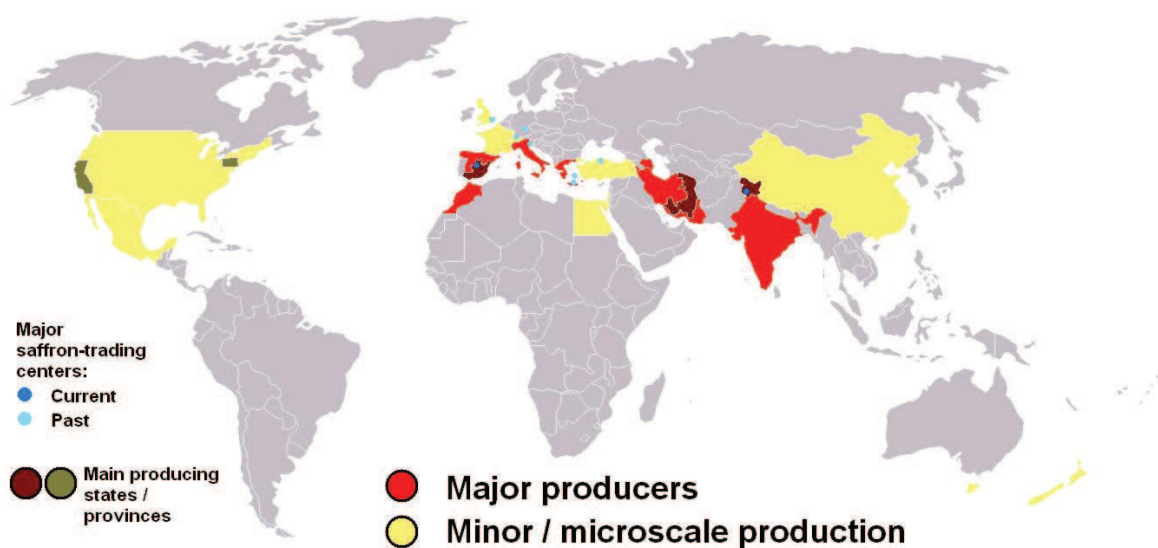 Major
saffron-trading
centers:
Current
Past
Main producing
states /
provinces
Major producers
Minor / microscale production